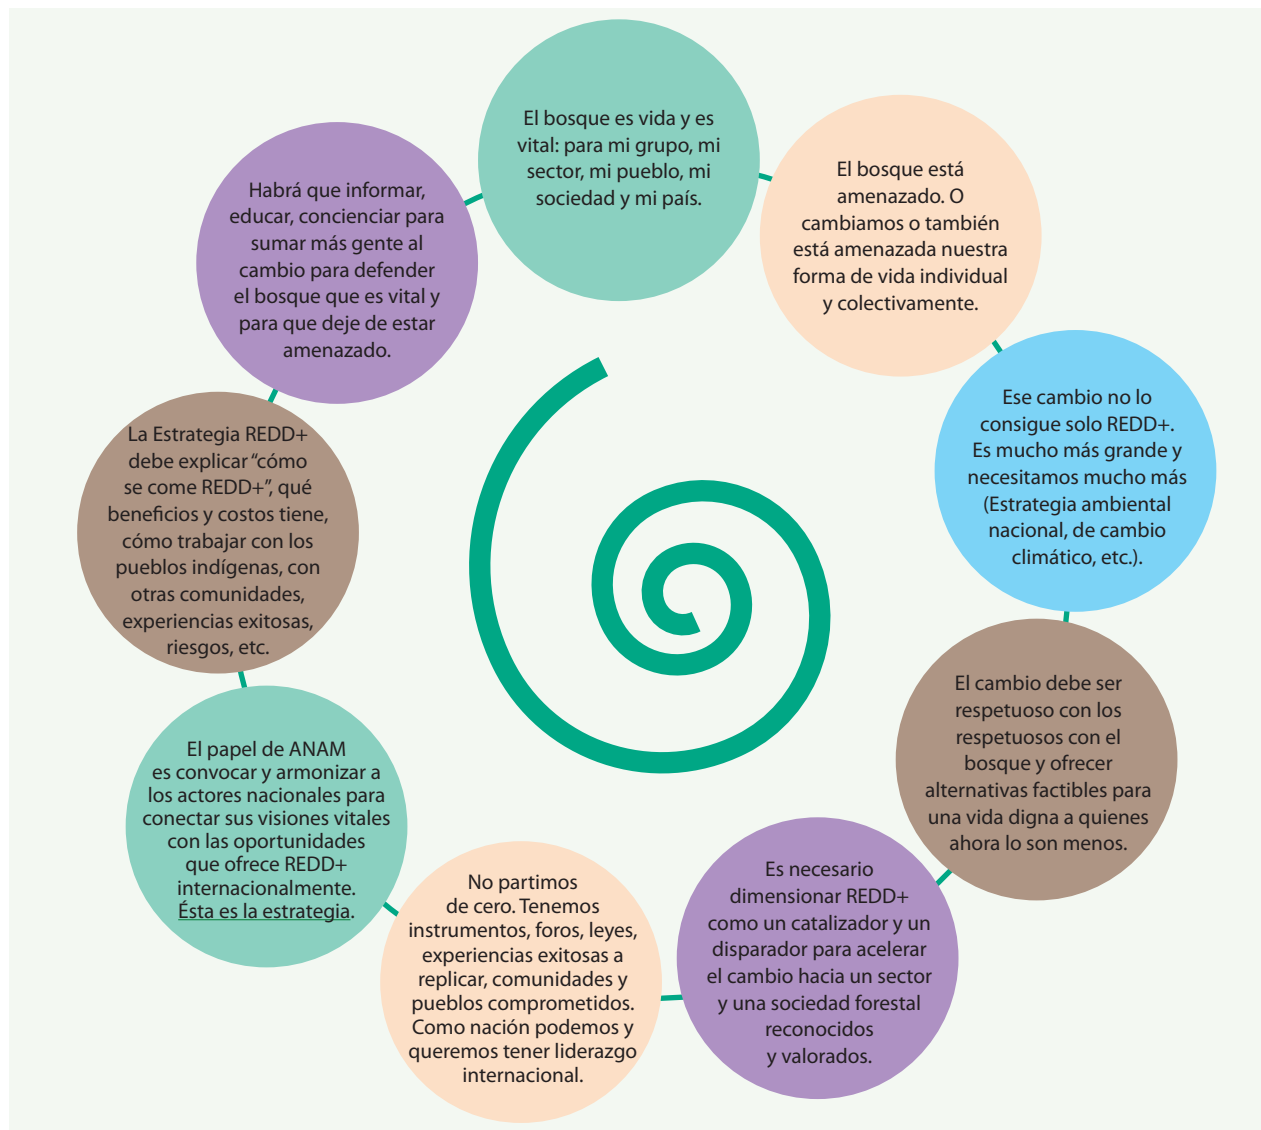 El bosque es vida y es
vital: para mi grupo, mi
sector, mi pueblo, mi
sociedad y mi país.
El bosque está
amenazado. O
cambiamos o también
está amenazada nuestra
forma de vida individual
y colectivamente.
Ese cambio no lo
consigue solo REDD+.
Es mucho más grande y
necesitamos mucho más
(Estrategia ambiental
nacional, de cambio
climático, etc.).
El cambio debe ser
respetuoso con los
respetuosos con el
bosque y ofrecer
alternativas factibles para
una vida digna a quienes
ahora lo son menos.
Es necesario
dimensionar REDD+
como un catalizador y un
disparador para acelerar
el cambio hacia un sector
y una sociedad forestal
reconocidos
y valorados.
No partimos
de cero. Tenemos
instrumentos, foros, leyes,
experiencias exitosas a
replicar, comunidades y
pueblos comprometidos.
Como nación podemos y
queremos tener liderazgo
internacional.
El papel de ANAM
es convocar y armonizar a
los actores nacionales para
conectar sus visiones vitales
con las oportunidades
que ofrece REDD+
internacionalmente.
Ésta es la estrategia.
La Estrategia REDD+
debe explicar “cómo
se come REDD+”, qué
beneficios y costos tiene,
cómo trabajar con los
pueblos indígenas, con
otras comunidades,
experiencias exitosas,
riesgos, etc.
Habrá que informar,
educar, concienciar para
sumar más gente al
cambio para defender
el bosque que es vital y
para que deje de estar
amenazado.